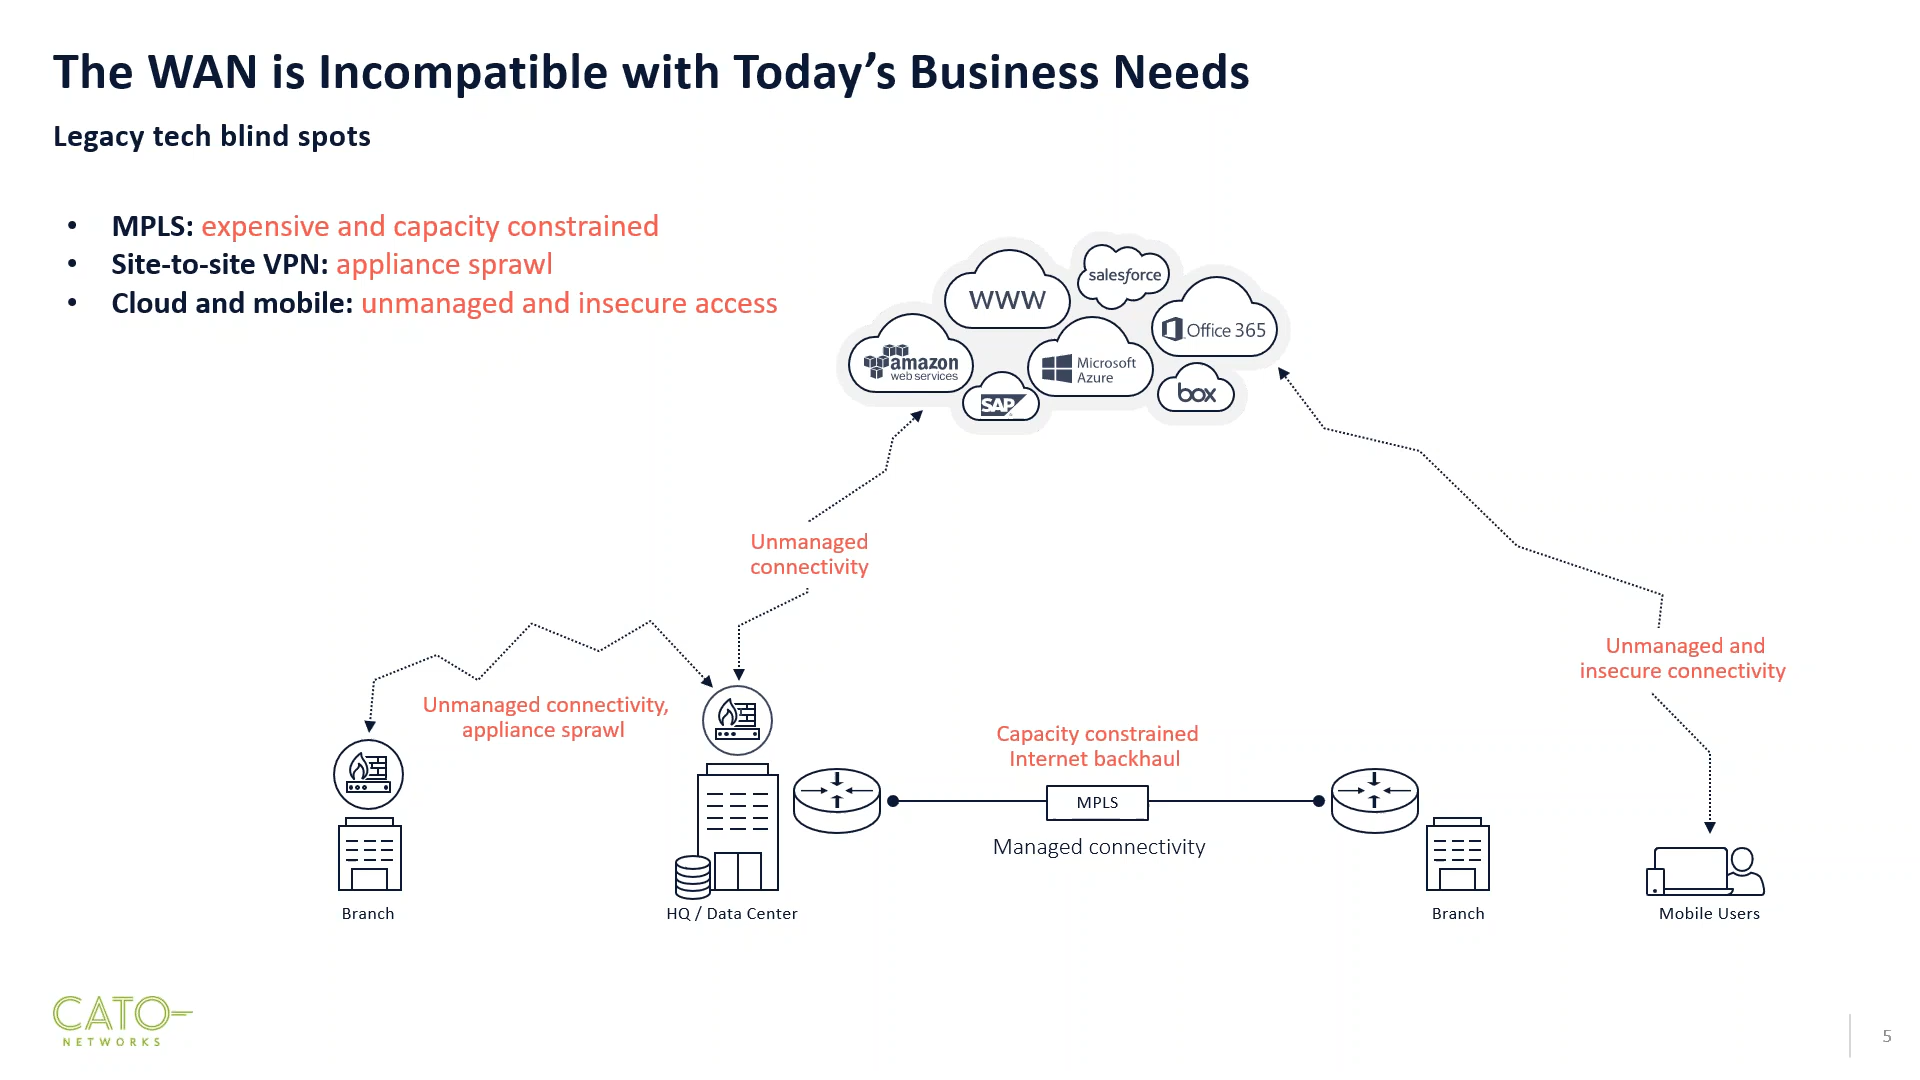 The WAN is Incompatible with Today’s Business Needs
Legacy tech blind spots
• MPLS: expensive and capacity constrained
• Site-to-site VPN: appliance sprawl
• Cloud and mobile: unmanaged and insecure access
salesforce
WWW
Office 365
amazon
web services
Microsoft
Azure
SAP
box
Unmanaged
connectivity
Unmanaged and
insecure connectivity
Unmanaged connectivity,
appliance sprawl
Capacity constrained
Internet backhaul
MPLS
Managed connectivity
Branch
HQ / Data Center
Branch
Mobile Users
CATO
NETWORKS
5